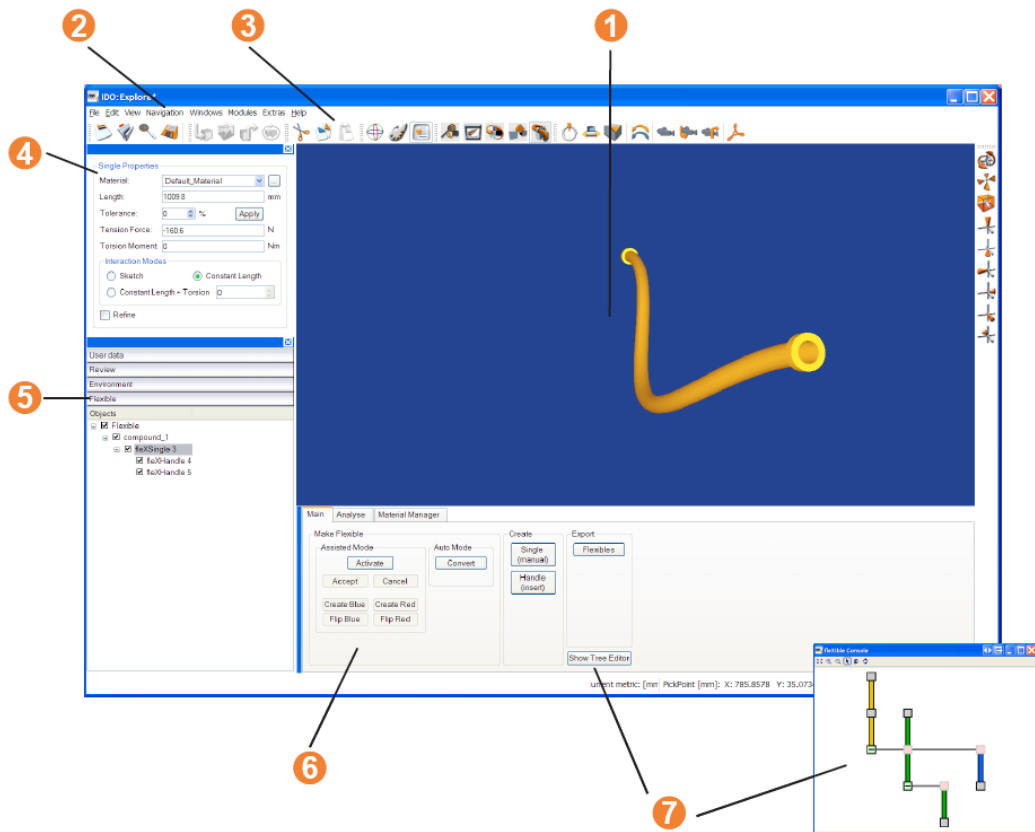 2
3
1
IDO:Explore*
File Edit View Navigation Windows Modules Extras Help
4
Single Properties
Material: Default_Material ...
Length: 1009.8 mm
Tolerance: 0 % Apply
Tension Force: -160.6 N
Torsion Moment 0 Nm
Interaction Modes
Sketch Constant Length
Constant Length + Torsion 0
Refine
User data
Review
Environment
5
Flexible
Objects
Flexible
compound_1
fleXSingle 3
fleXHandle 4
fleXHandle 5
Main Analyse Material Manager
Make Flexible Create Export
Assisted Mode Auto Mode Single (manual) Flexibles
Activate Convert
Accept Cancel Handle (insert)
Create Blue Create Red
Flip Blue Flip Red
Show Tree Editor
fleXible Console
urrent metric: [mm PickPoint [mm]: X: 785.8578 Y: 35.0734
6
7